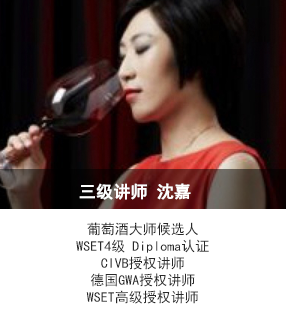 三级讲师 沈嘉
葡萄酒大师候选人
WSET4级 Diploma认证
CIVB授权讲师
德国GWA授权讲师
WSET高级授权讲师